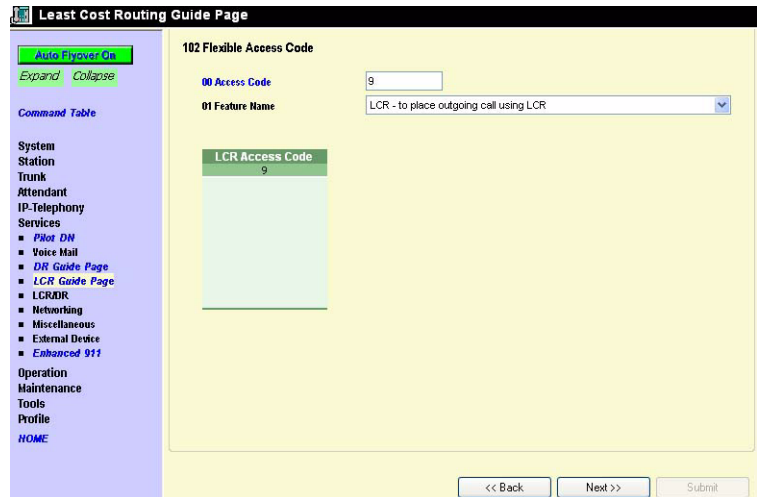 Least Cost Routing Guide Page
Auto Flyover On
Expand Collapse
Command Table
System
Station
Trunk
Attendant
IP-Telephony
Services
Pilot DN
Voice Mail
DR Guide Page
LCR Guide Page
LCR/DR
Networking
Miscellaneous
External Device
Enhanced 911
Operation
Maintenance
Tools
Profile
HOME
102 Flexible Access Code
00 Access Code 9
01 Feature Name LCR - to place outgoing call using LCR
LCR Access Code
9
<< Back Next >> Submit